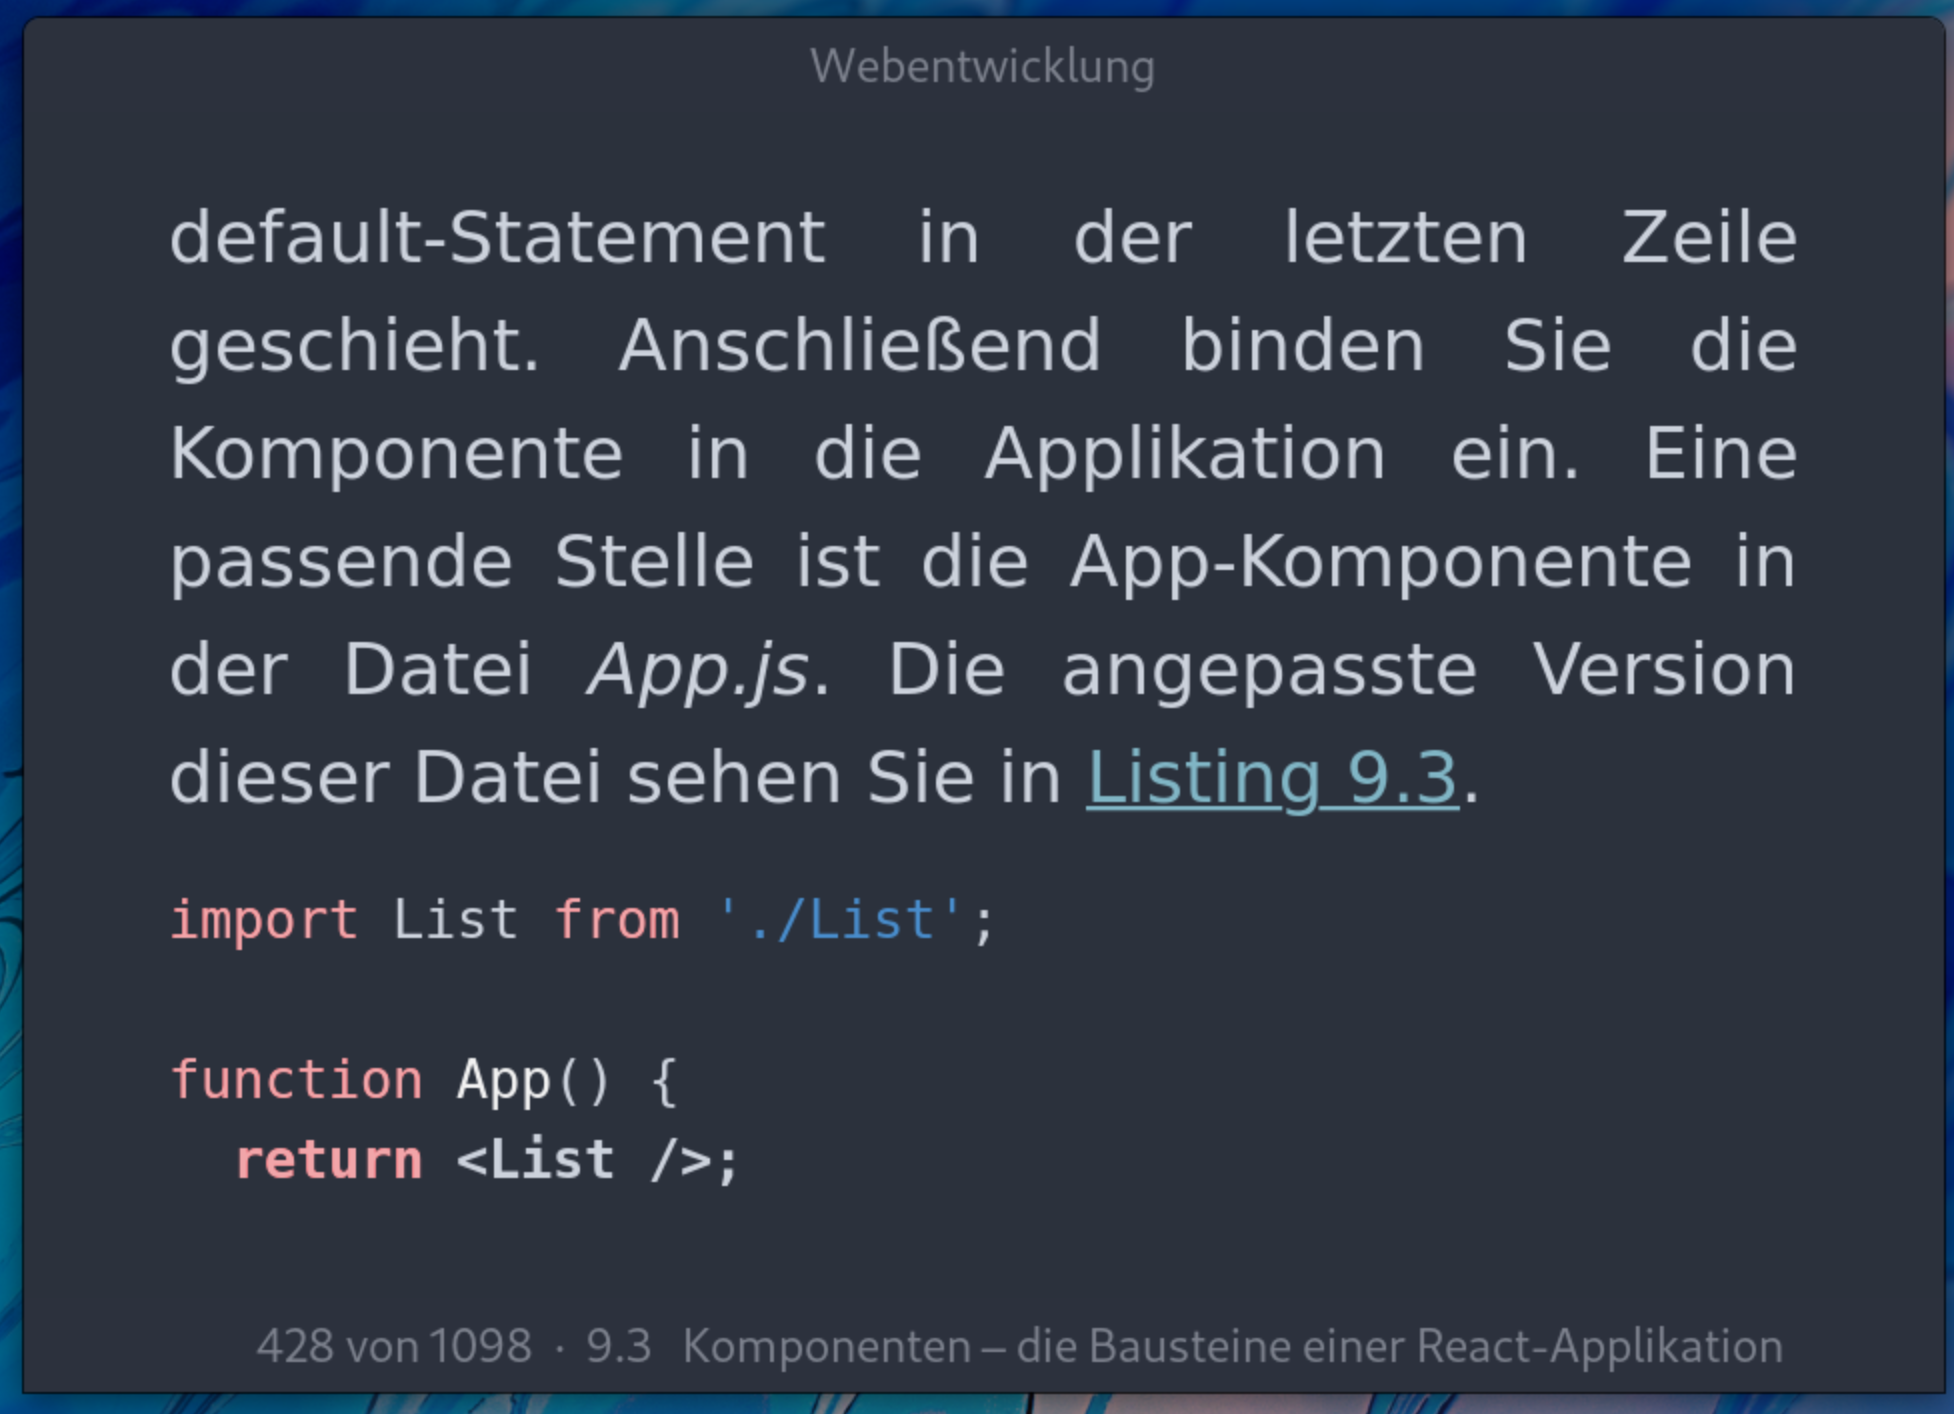 Webentwicklung
default-Statement in der letzten Zeile
geschieht. Anschließend binden Sie die
Komponente in die Applikation ein. Eine
passende Stelle ist die App-Komponente in
der Datei App.js. Die angepasste Version
dieser Datei sehen Sie in Listing 9.3.
import List from './List';
function App() {
  return <List />;
428 von 1098 · 9.3 Komponenten – die Bausteine einer React-Applikation